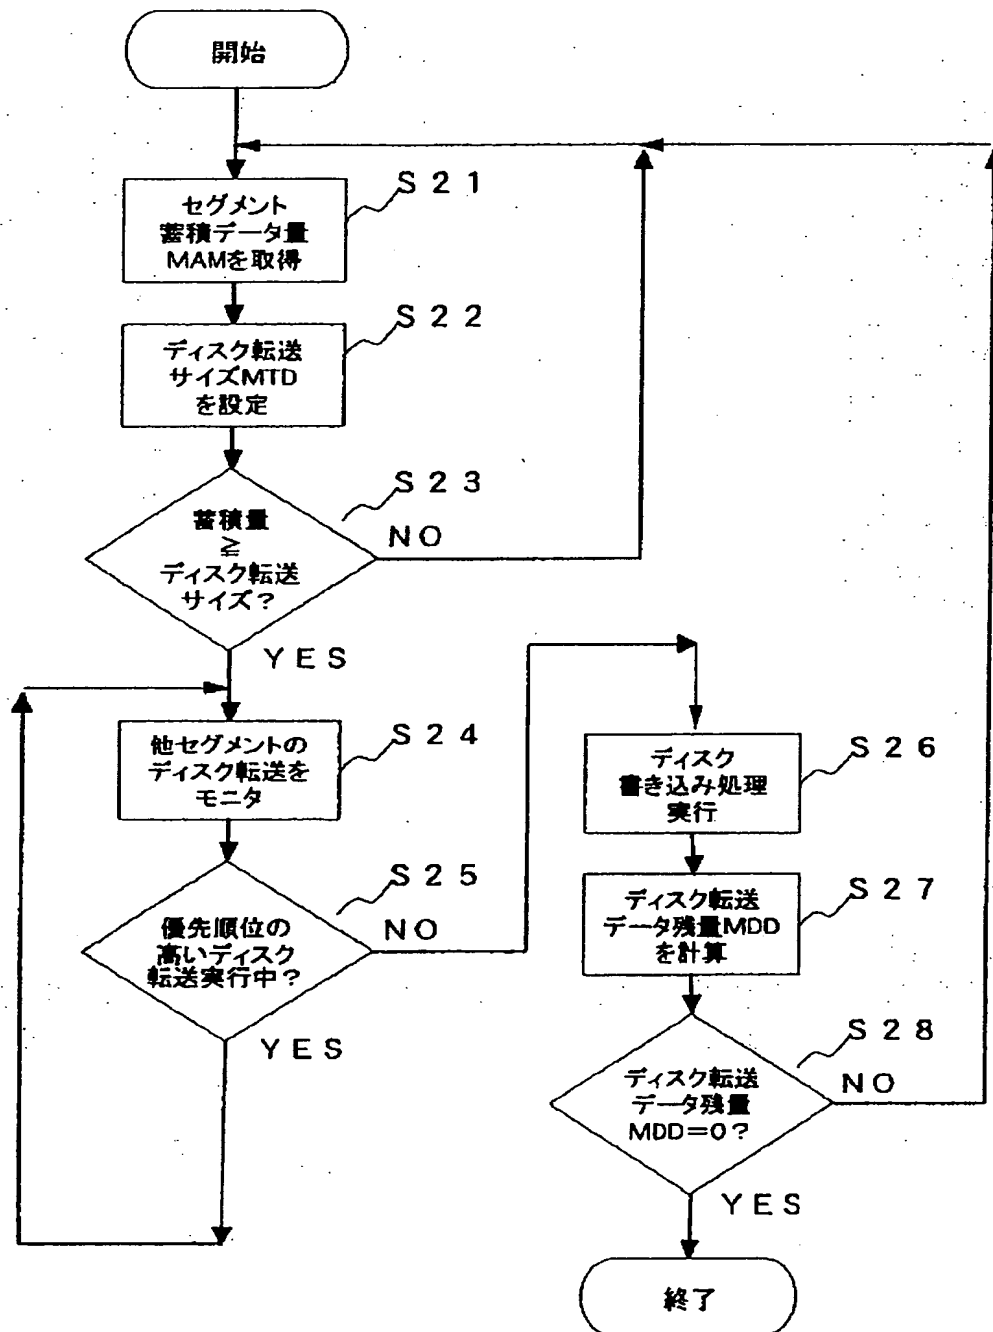 開始
S21
セグメント
蓄積データ量
MAMを取得
S22
ディスク転送
サイズMTD
を設定
S23
蓄積量
≧
ディスク転送
サイズ？
NO
YES
S24
他セグメントの
ディスク転送を
モニタ
S25
優先順位の
高いディスク
転送実行中？
NO
YES
S26
ディスク
書き込み処理
実行
S27
ディスク転送
データ残量MDD
を計算
S28
ディスク転送
データ残量
MDD＝0？
NO
YES
終了